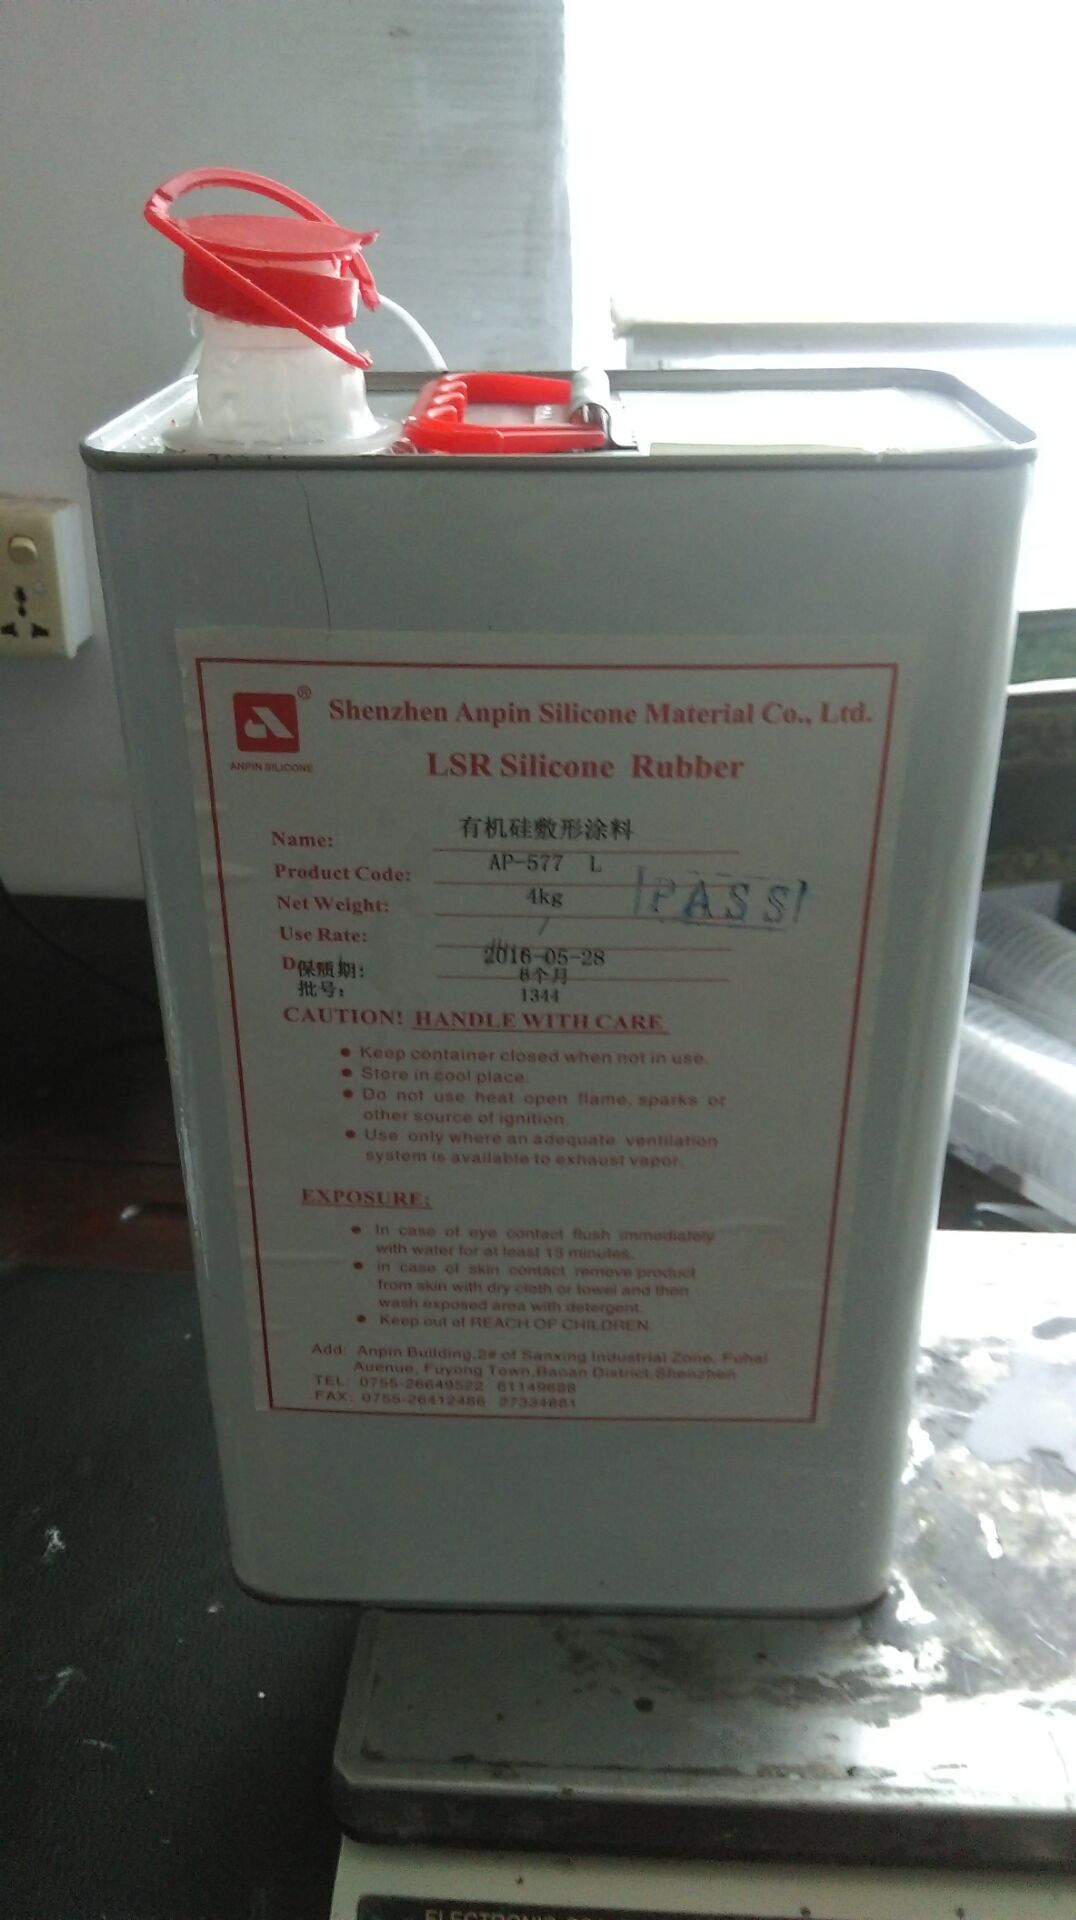 ®
Shenzhen Anpin Silicone Material Co., Ltd.
ANPIN SILICONE
LSR Silicone Rubber
Name: 有机硅敷形涂料
Product Code: AP-577 L
Net Weight: 4kg
PASS
Use Rate: /
2016-05-28
保质期: 6个月
批号: 1344
CAUTION! HANDLE WITH CARE
● Keep container closed when not in use.
● Store in cool place.
● Do not use heat open flame, sparks or
other source of ignition.
● Use only where an adequate ventilation
system is available to exhaust vapor.
EXPOSURE:
● In case of eye contact flush immediately
with water for at least 15 minutes.
● in case of skin contact remove product
from skin with dry cloth or towel and then
wash exposed area with detergent.
● Keep out of REACH OF CHILDREN
Add: Anpin Building,2# of Sanxing Industrial Zone, Fuhai
Auenue, Fuyong Town,Baoan District,Shenzhen
TEL: 0755-26649522 61149688
FAX: 0755-26412486 27334881
ELECTRONIC